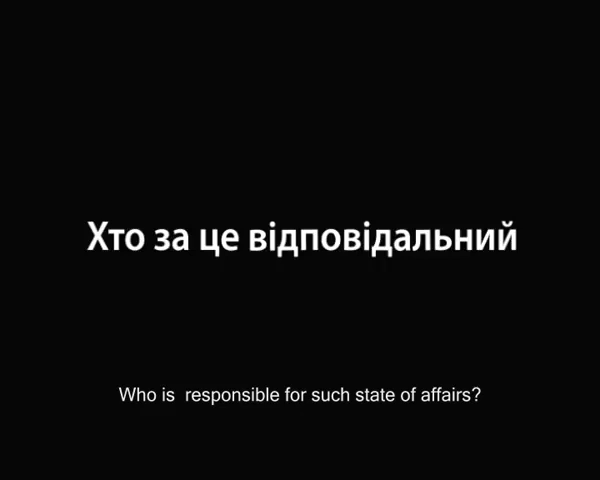 Хто за це відповідальний
Who is  responsible for such state of affairs?